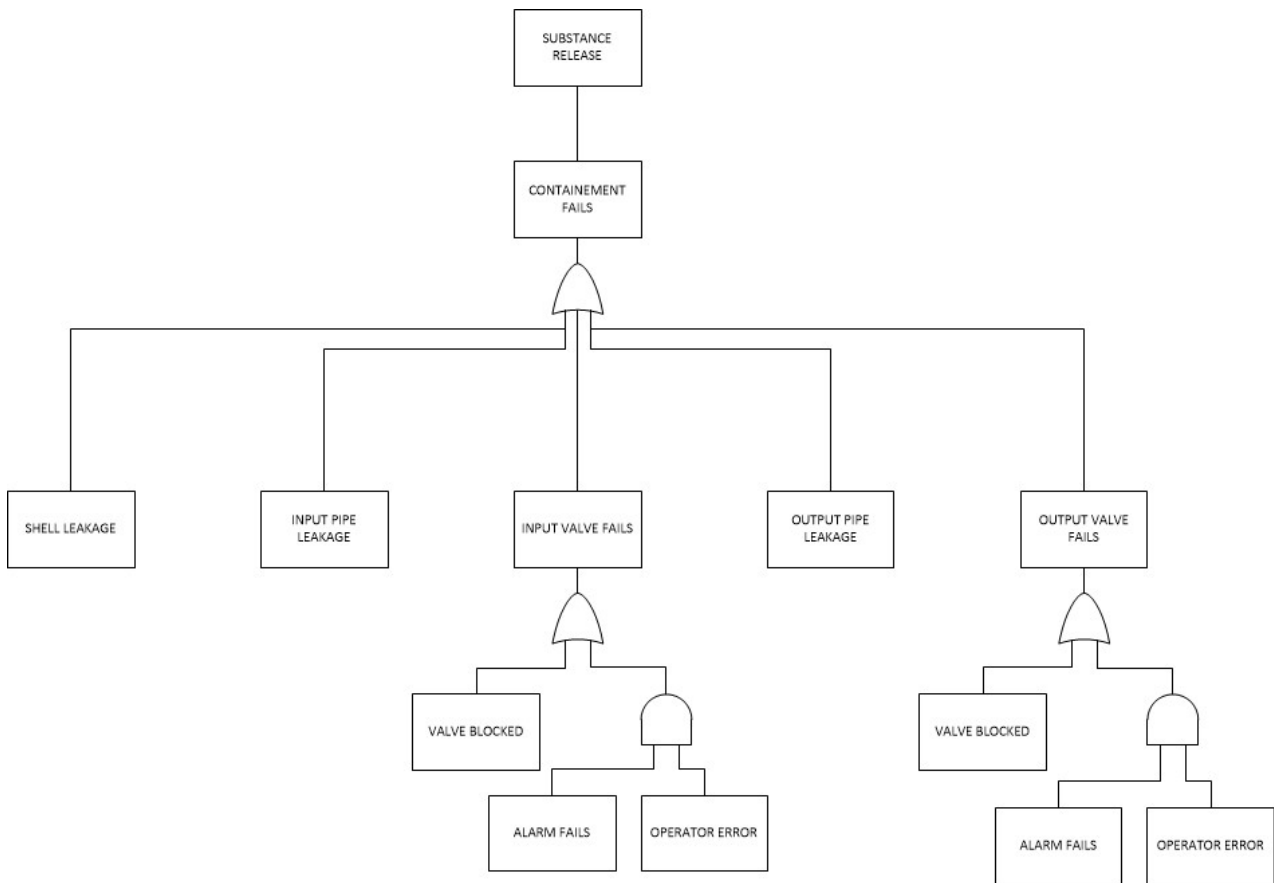 SUBSTANCE
RELEASE
CONTAINEMENT
FAILS
SHELL LEAKAGE
INPUT PIPE
LEAKAGE
INPUT VALVE FAILS
OUTPUT PIPE
LEAKAGE
OUTPUT VALVE
FAILS
VALVE BLOCKED
VALVE BLOCKED
ALARM FAILS
OPERATOR ERROR
ALARM FAILS
OPERATOR ERROR